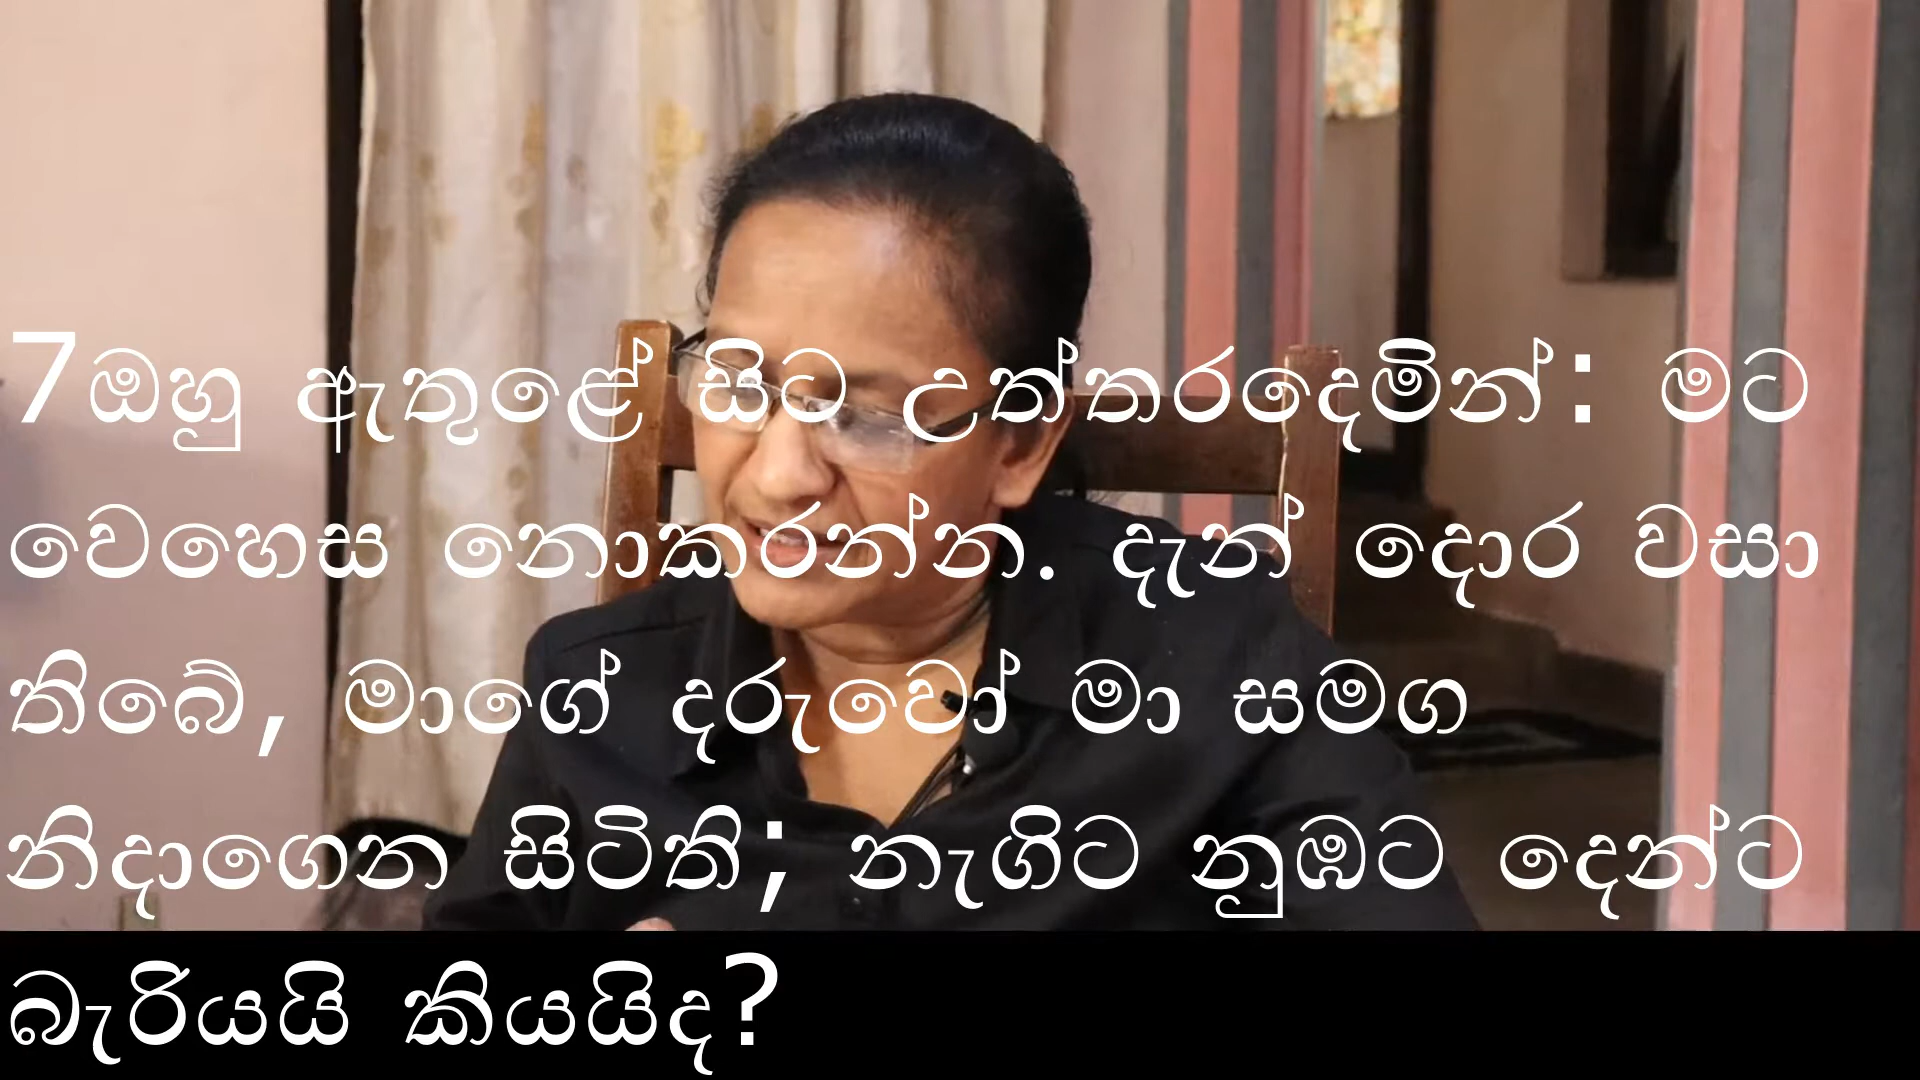 7ඔහු ඇතුළේ සිට උත්තරදෙමින්: මට
වෙහෙස නොකරන්න. දැන් දොර වසා
තිබේ, මාගේ දරුවෝ මා සමග
නිදාගෙන සිටිති; නැගිට නුඹට දෙන්ට
බැරියයි කියයිද?